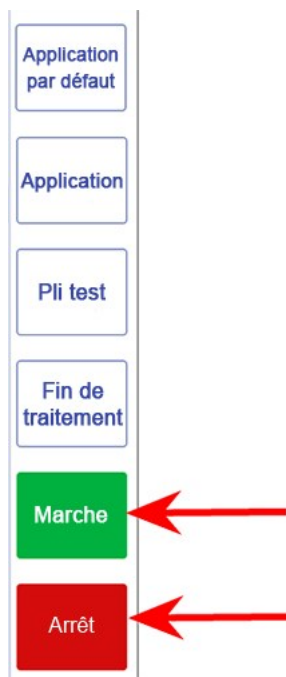 Application
par défaut
Application
Pli test
Fin de
traitement
Marche
Arrêt